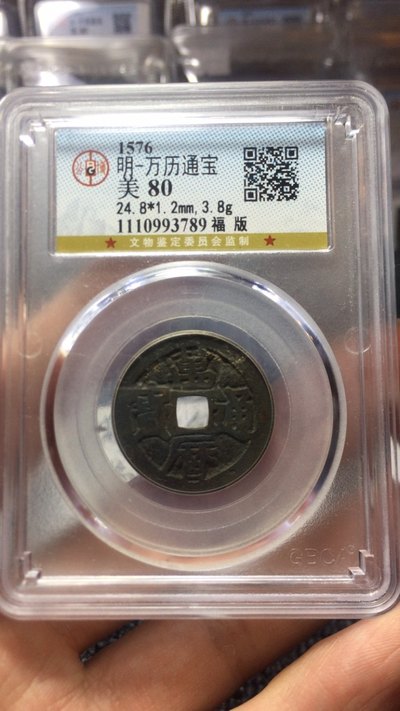 1576
明-万历通宝
美 80
24.8*1.2mm, 3.8g
1110993789 福 版
★ 文物鉴定委员会监制 ★
萬
寶 通
曆